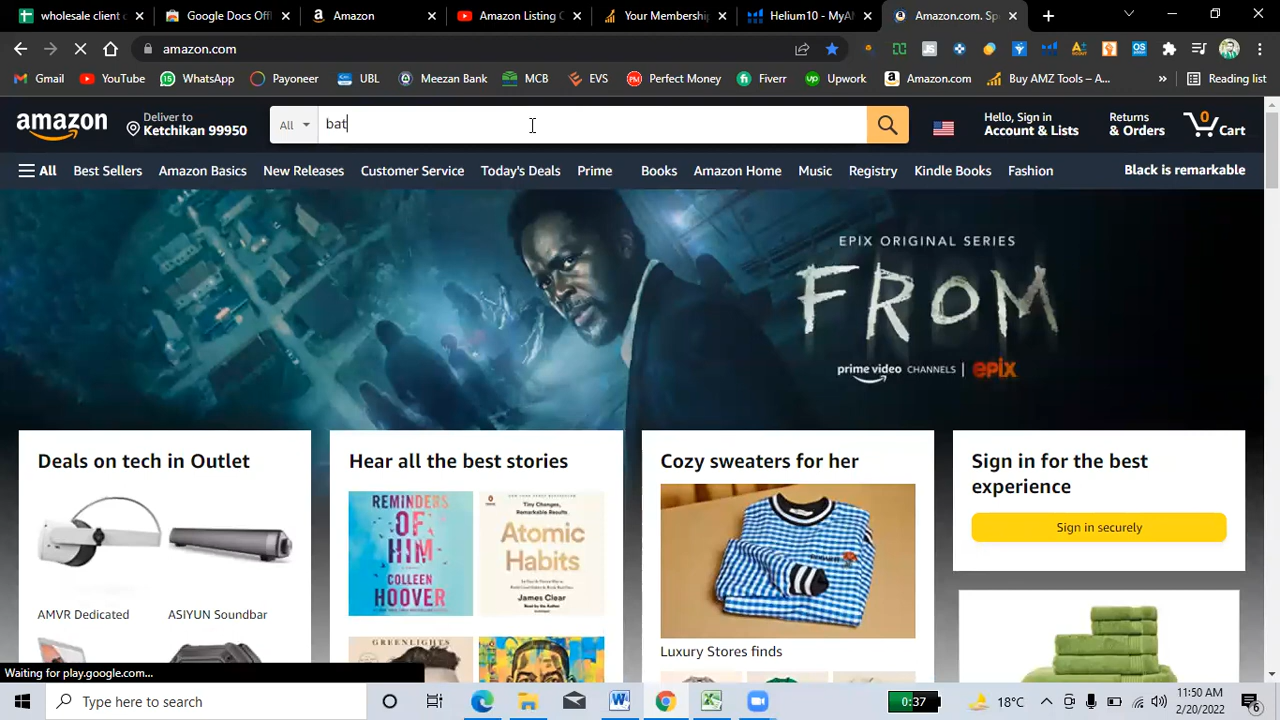 wholesale client c
Google Docs Offl
Amazon
Amazon Listing C
Your Membership
Helium10 - MyAl
Amazon.com. Sp
amazon.com
Gmail
YouTube
WhatsApp
Payoneer
UBL
Meezan Bank
MCB
EVS
Perfect Money
Fiverr
Upwork
Amazon.com
Buy AMZ Tools – A...
Reading list
amazon
Deliver to
Ketchikan 99950
All
bat
Hello, Sign in
Account & Lists
Returns
& Orders
0
Cart
All
Best Sellers
Amazon Basics
New Releases
Customer Service
Today's Deals
Prime
Books
Amazon Home
Music
Registry
Kindle Books
Fashion
Black is remarkable
EPIX ORIGINAL SERIES
FROM
prime video CHANNELS | epix
Deals on tech in Outlet
AMVR Dedicated
ASIYUN Soundbar
Hear all the best stories
REMINDERS
OF
HIM
COLLEEN
HOOVER
Tiny Changes,
Remarkable Results
Atomic
Habits
James Clear
GREENLIGHTS
Cozy sweaters for her
Luxury Stores finds
Sign in for the best
experience
Sign in securely
Waiting for play.google.com...
Type here to search
0:37
18°C
11:50 AM
2/20/2022
6